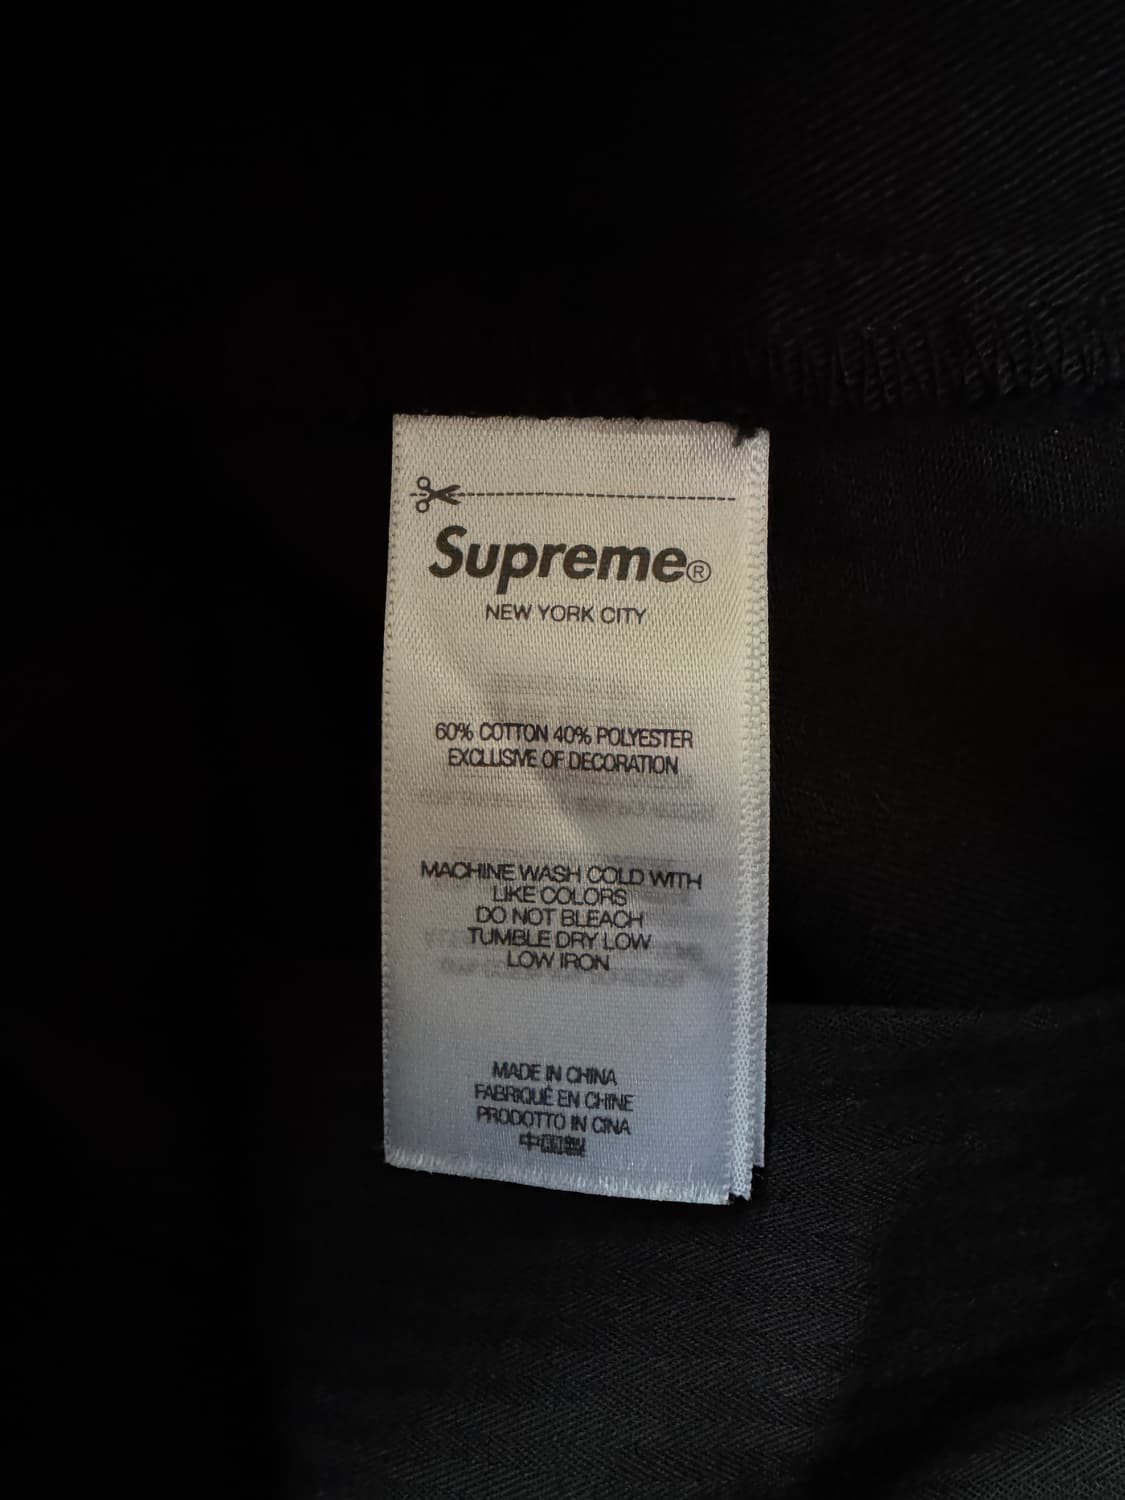 Supreme®
NEW YORK CITY
60% COTTON 40% POLYESTER
EXCLUSIVE OF DECORATION
MACHINE WASH COLD WITH
LIKE COLORS
DO NOT BLEACH
TUMBLE DRY LOW
LOW IRON
MADE IN CHINA
FABRIQUÉ EN CHINE
PRODOTTO IN CINA
中国製